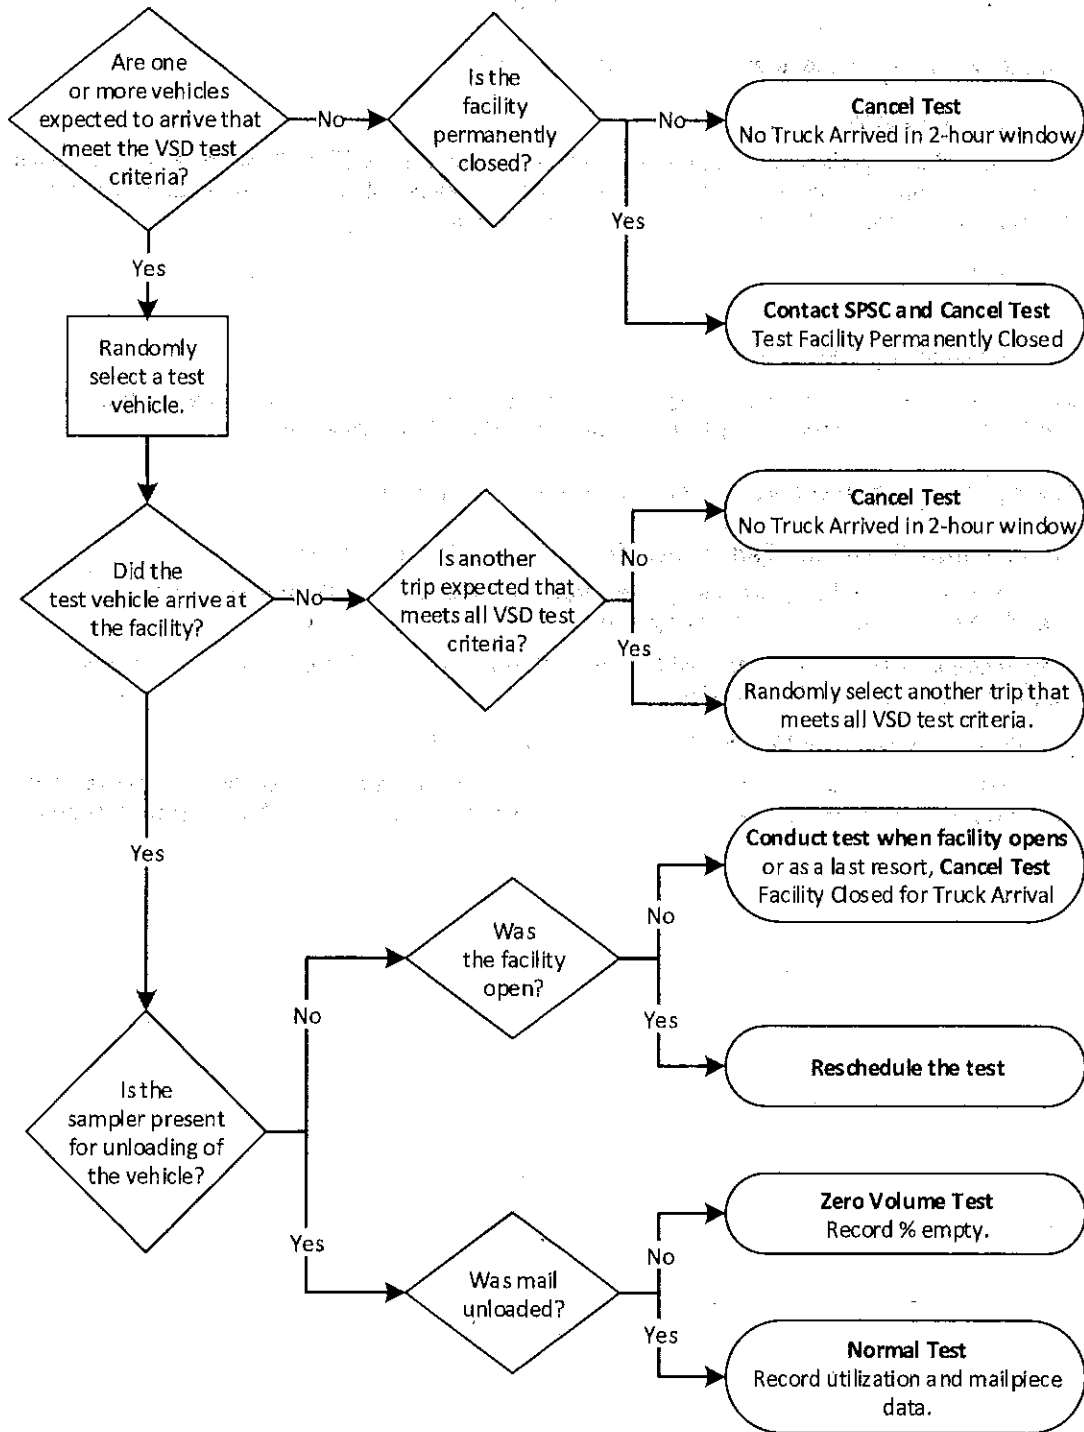 Are one
or more vehicles
expected to arrive that
meet the VSD test
criteria?
No
Is the
facility
permanently
closed?
No
Cancel Test
No Truck Arrived in 2-hour window
Yes
Yes
Contact SPSC and Cancel Test
Test Facility Permanently Closed
Randomly
select a test
vehicle.
Did the
test vehicle arrive at
the facility?
No
Is another
trip expected that
meets all VSD test
criteria?
No
Cancel Test
No Truck Arrived in 2-hour window
Yes
Randomly select another trip that
meets all VSD test criteria.
Yes
Is the
sampler present
for unloading of
the vehicle?
No
Was
the facility
open?
No
Conduct test when facility opens
or as a last resort, Cancel Test
Facility Closed for Truck Arrival
Yes
Reschedule the test
Yes
Was mail
unloaded?
No
Zero Volume Test
Record % empty.
Yes
Normal Test
Record utilization and mailpiece
data.